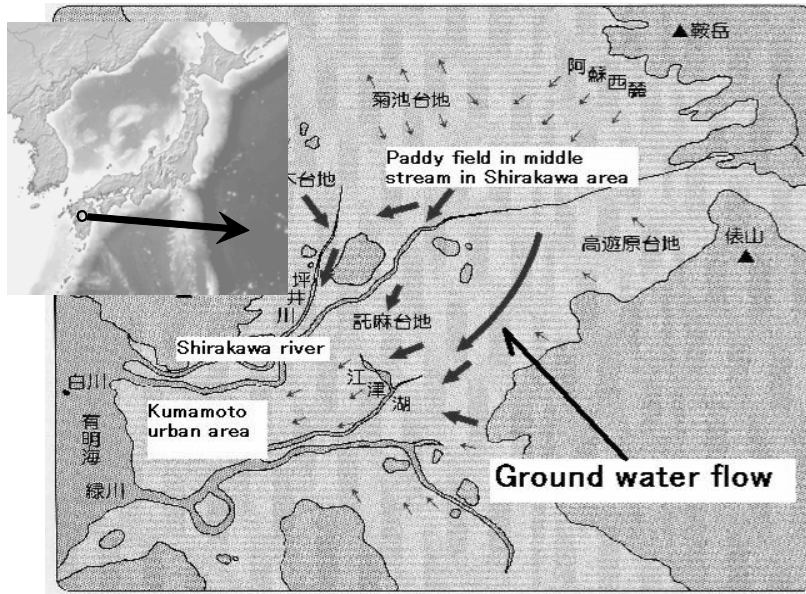 ▲鞍岳
阿蘇西麓
菊池台地
Paddy field in middle
stream in Shirakawa area
木台地
高遊原台地
俵山
▲
坪井川
託麻台地
Shirakawa river
江津湖
白川
Kumamoto
urban area
有明海
Ground water flow
緑川